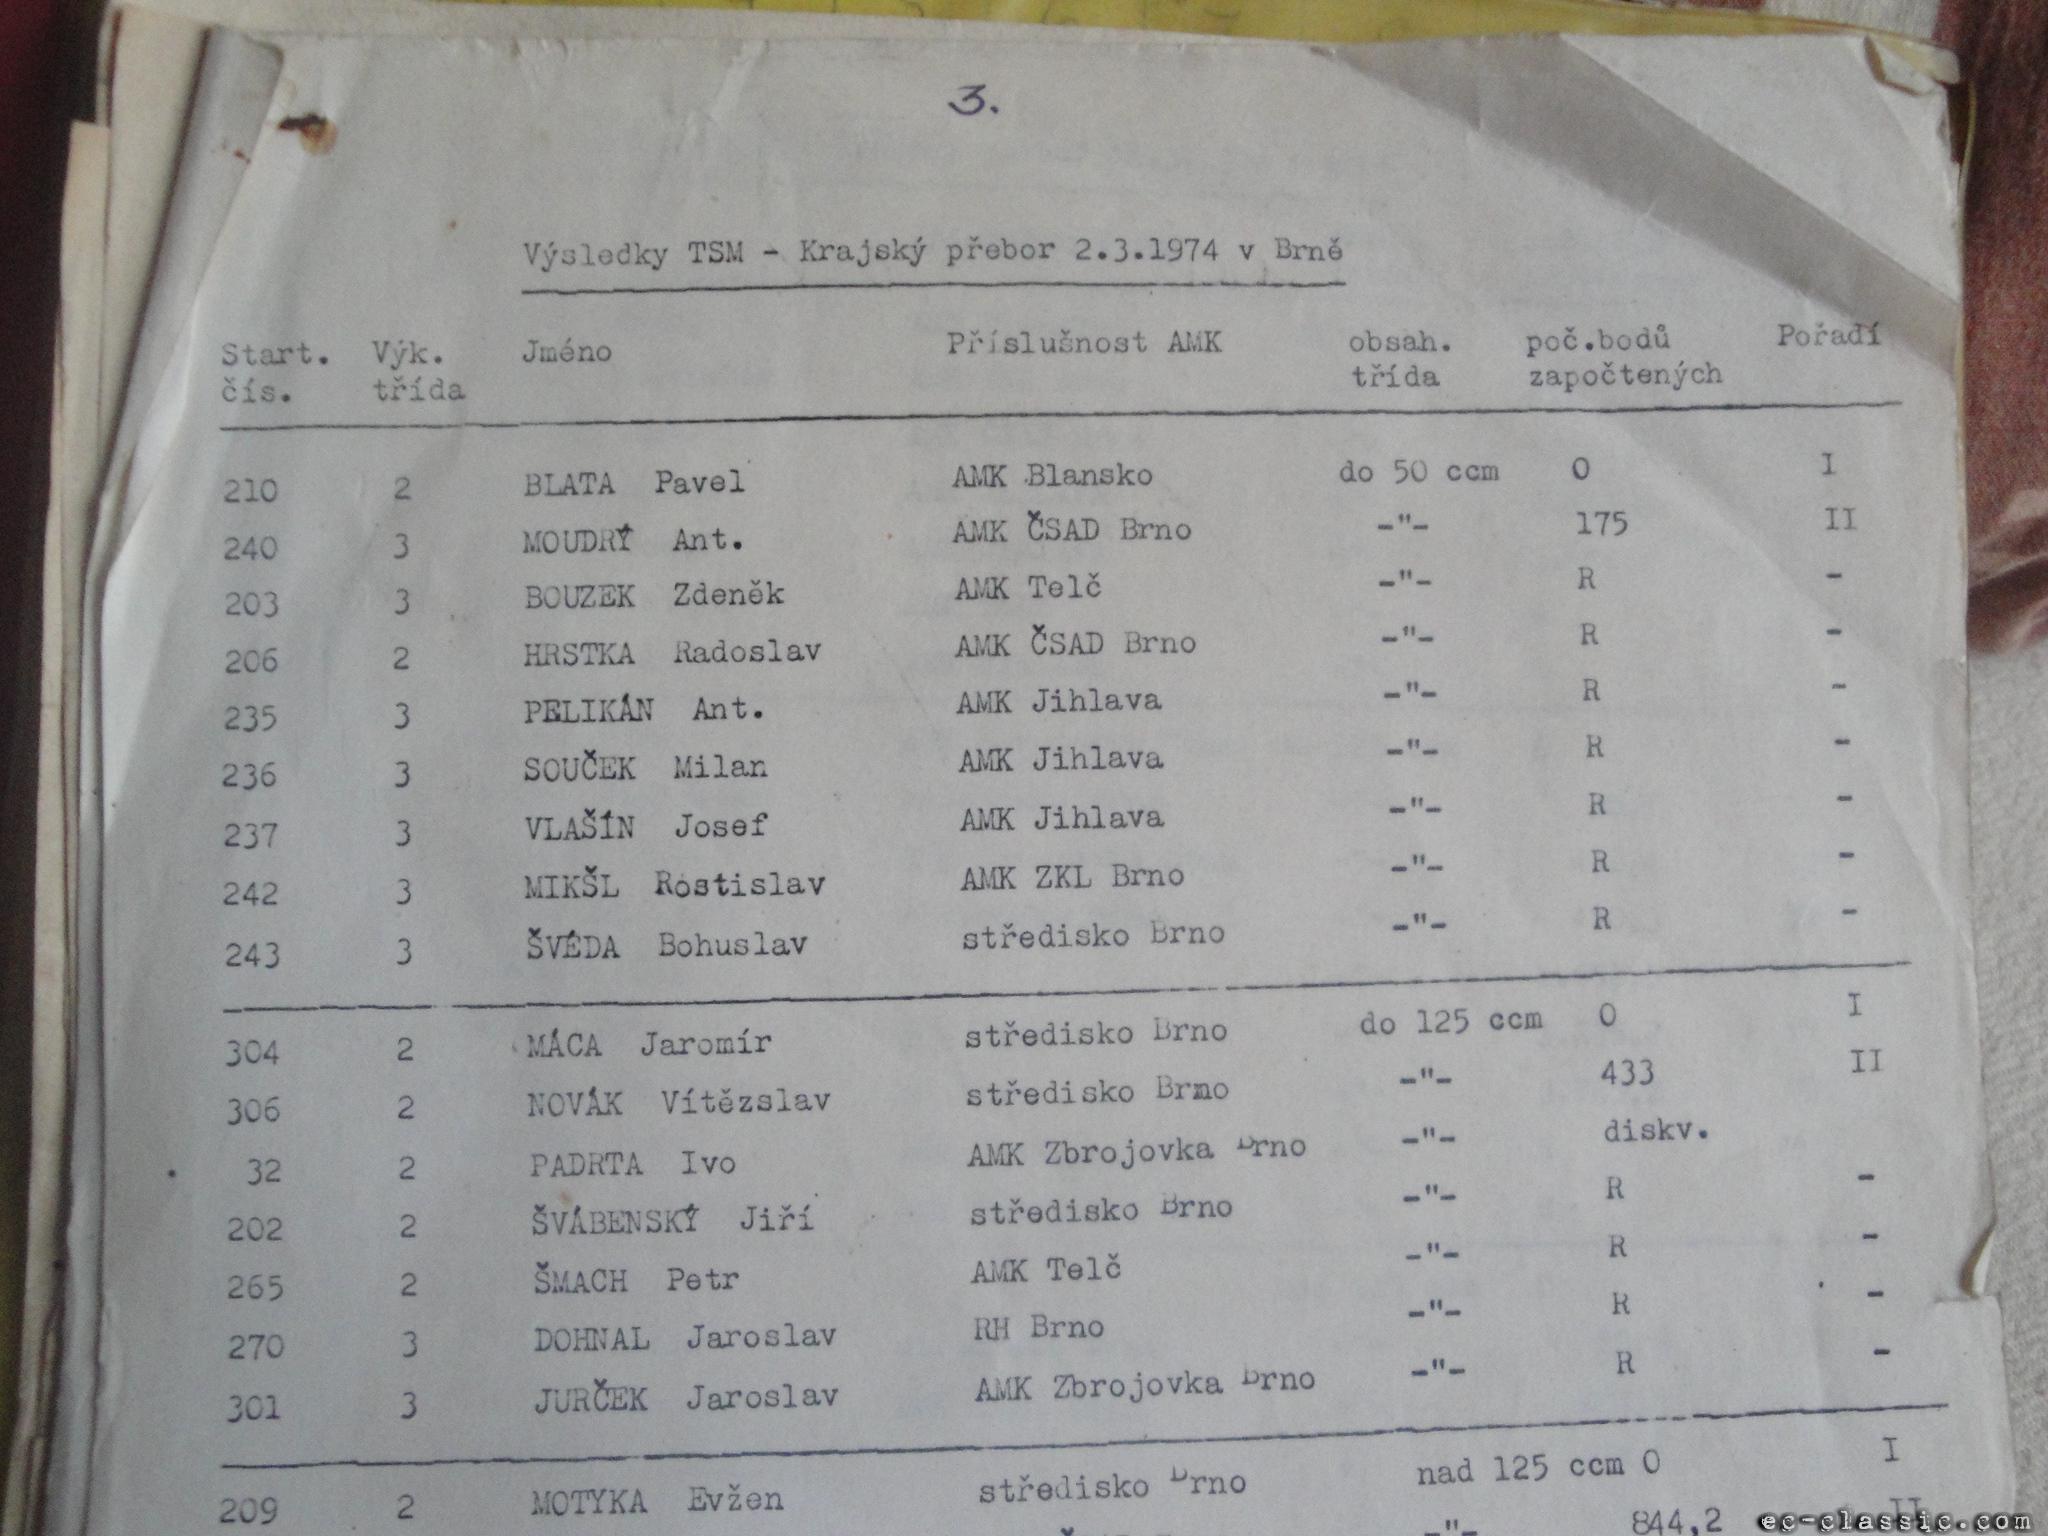 3.
Výsledky TSM - Krajský přebor 2.3.1974 v Brně
Start. Výk. Jméno Příslušnost AMK obsah. poč.bodů Pořadí
čís. třída třída započtených
210 2 BLATA Pavel AMK Blansko do 50 ccm 0 I
240 3 MOUDRÝ Ant. AMK ČSAD Brno -"- 175 II
203 3 BOUZEK Zdeněk AMK Telč -"- R -
206 2 HRSTKA Radoslav AMK ČSAD Brno -"- R -
235 3 PELIKÁN Ant. AMK Jihlava -"- R -
236 3 SOUČEK Milan AMK Jihlava -"- R -
237 3 VLAŠÍN Josef AMK Jihlava -"- R -
242 3 MIKŠL Rostislav AMK ZKL Brno -"- R -
243 3 ŠVÉDA Bohuslav středisko Brno -"- R -
304 2 MÁCA Jaromír středisko Brno do 125 ccm 0 I
306 2 NOVÁK Vítězslav středisko Brno -"- 433 II
32 2 PADRTA Ivo AMK Zbrojovka Brno -"- diskv.
202 2 ŠVÁBENSKÝ Jiří středisko Brno -"- R -
265 2 ŠMACH Petr AMK Telč -"- R -
270 3 DOHNAL Jaroslav RH Brno -"- R -
301 3 JURČEK Jaroslav AMK Zbrojovka Brno -"- R -
209 2 MOTYKA Evžen středisko Brno nad 125 ccm 0 I
-"- 844,2 II
ec-classic.com